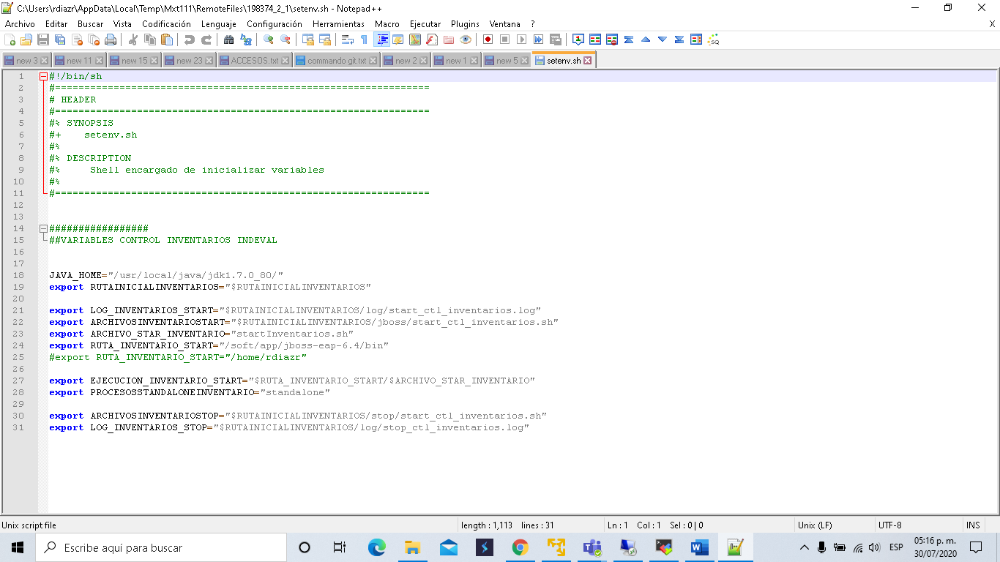 C:\Users\rdiazr\AppData\Local\Temp\Mxt111\RemoteFiles\198374_2_1\setenv.sh - Notepad++
Archivo Editar Buscar Vista Codificación Lenguaje Configuración Herramientas Macro Ejecutar Plugins Ventana ? X
new 3 new 11 new 15 new 23 ACCESOS.txt commando git.txt new 2 new 1 new 5 setenv.sh
1 #!/bin/sh
2 #================================================================
3 # HEADER
4 #================================================================
5 #% SYNOPSIS
6 #+    setenv.sh
7 #%
8 #% DESCRIPTION
9 #%     Shell encargado de inicializar variables
10 #%
11 #================================================================
12
13
14 #################
15 ##VARIABLES CONTROL INVENTARIOS INDEVAL
16
17
18 JAVA_HOME="/usr/local/java/jdk1.7.0_80/"
19 export RUTAINICIALINVENTARIOS="$RUTAINICIALINVENTARIOS"
20
21 export LOG_INVENTARIOS_START="$RUTAINICIALINVENTARIOS/log/start_ctl_inventarios.log"
22 export ARCHIVOSINVENTARIOSTART="$RUTAINICIALINVENTARIOS/jboss/start_ctl_inventarios.sh"
23 export ARCHIVO_STAR_INVENTARIO="startInventarios.sh"
24 export RUTA_INVENTARIO_START="/soft/app/jboss-eap-6.4/bin"
25 #export RUTA_INVENTARIO_START="/home/rdiazr"
26
27 export EJECUCION_INVENTARIO_START="$RUTA_INVENTARIO_START/$ARCHIVO_STAR_INVENTARIO"
28 export PROCESOSSTANDALONEINVENTARIO="standalone"
29
30 export ARCHIVOSINVENTARIOSTOP="$RUTAINICIALINVENTARIOS/stop/start_ctl_inventarios.sh"
31 export LOG_INVENTARIOS_STOP="$RUTAINICIALINVENTARIOS/log/stop_ctl_inventarios.log"
Unix script file length : 1,113 lines : 31 Ln : 1 Col : 1 Sel : 0 | 0 Unix (LF) UTF-8 INS
Escribe aquí para buscar
ESP
05:16 p. m.
30/07/2020